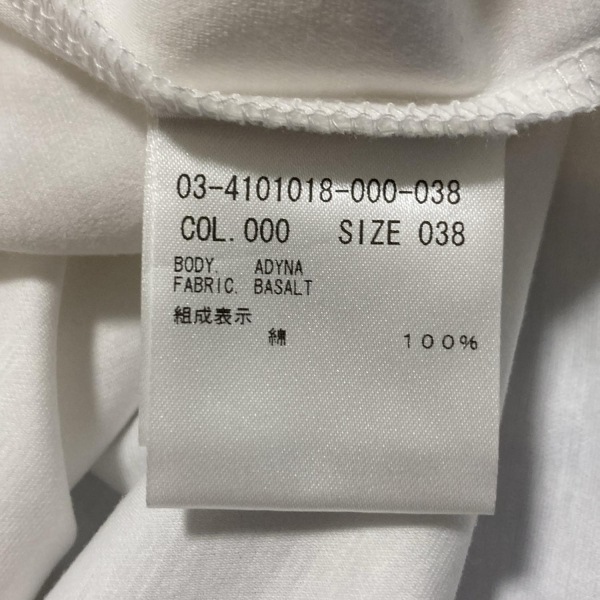 03-4101018-000-038
COL.000 SIZE 038
BODY. ADYNA
FABRIC. BASALT
組成表示
綿 100%